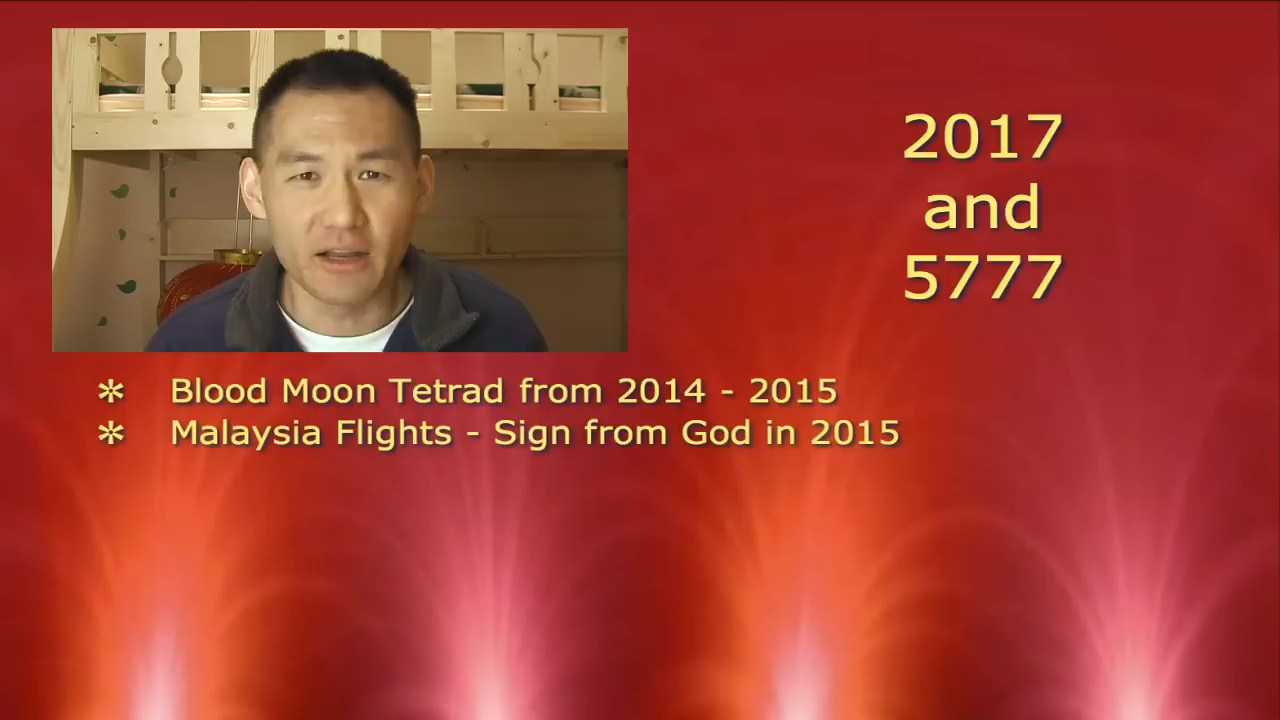 2017
and
5777
* Blood Moon Tetrad from 2014 - 2015
* Malaysia Flights - Sign from God in 2015